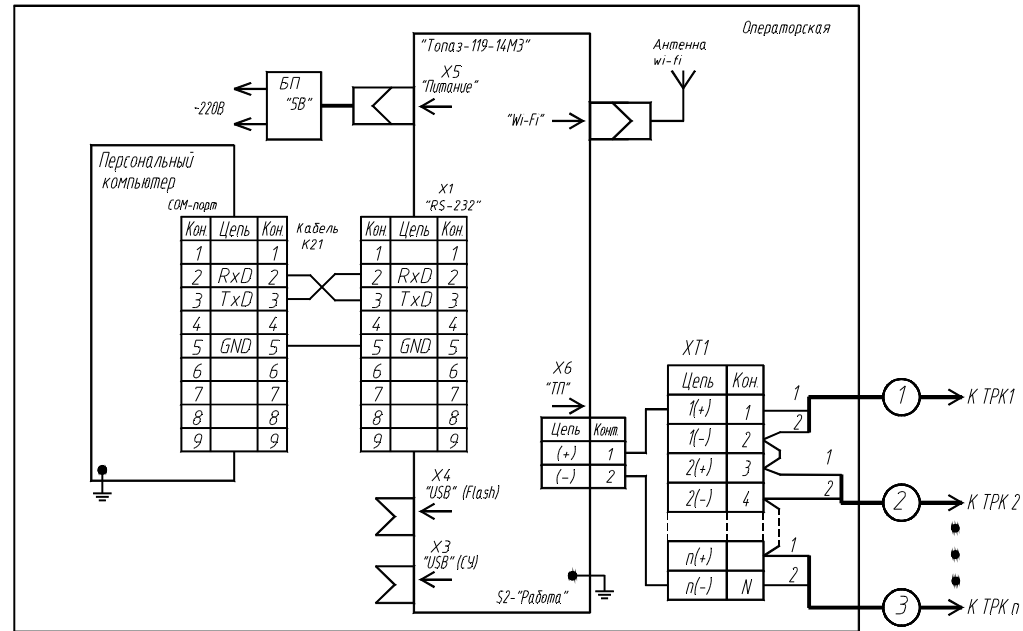 Операторская
"Топаз-119-14М3"
Антенна
wi-fi
X5
"Питание"
БП
"5В"
~220В
"Wi-Fi"
Персональный
компьютер
COM-порт
X1
"RS-232"
Кабель
К21
Кон. Цепь Кон.
1 1
2 RxD 2
3 TxD 3
4 4
5 GND 5
6 6
7 7
8 8
9 9
Кон. Цепь Кон.
1 1
2 RxD 2
3 TxD 3
4 4
5 GND 5
6 6
7 7
8 8
9 9
X6
"ТП"
Цепь Конт.
(+) 1
(-) 2
XT1
Цепь Кон.
1(+) 1
1(-) 2
2(+) 3
2(-) 4
n(+)
n(-) N
1
2
1
2
1
2
1
К ТРК1
2
К ТРК 2
3
К ТРК n
X4
"USB" (Flash)
X3
"USB" (СУ)
S2-"Работа"